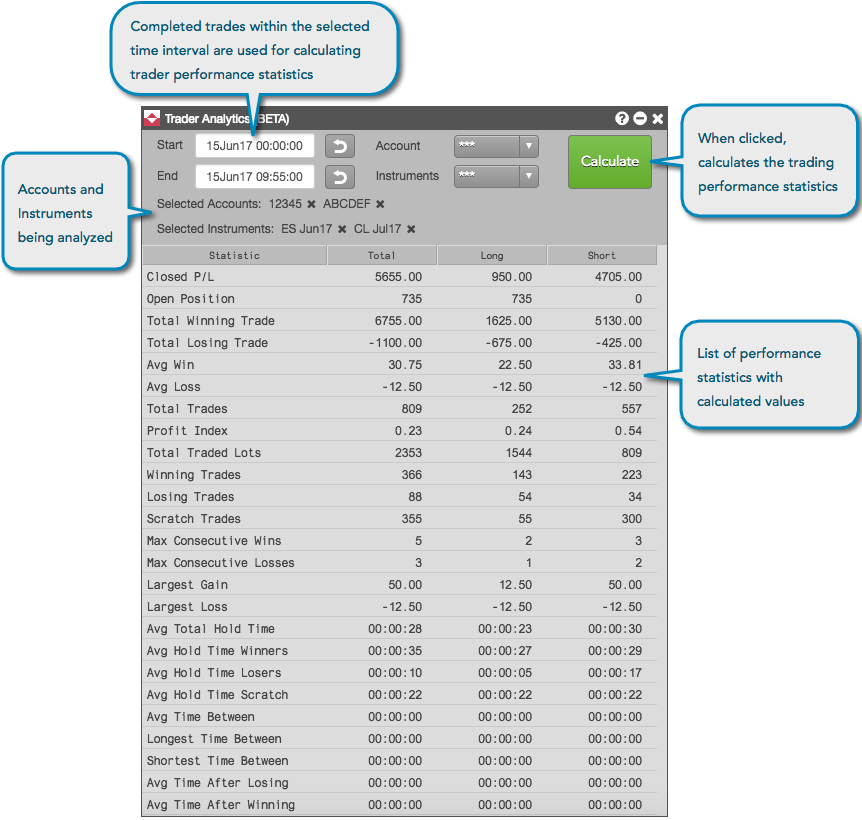 Completed trades within the selected
time interval are used for calculating
trader performance statistics
Trader Analytics (BETA)
Start 15Jun17 00:00:00 Account ***
End 15Jun17 09:55:00 Instruments ***
Calculate
When clicked,
calculates the trading
performance statistics
Accounts and
Instruments
being analyzed
Selected Accounts: 12345 ABCDEF
Selected Instruments: ES Jun17 CL Jul17
Statistic Total Long Short
Closed P/L 5655.00 950.00 4705.00
Open Position 735 735 0
Total Winning Trade 6755.00 1625.00 5130.00
Total Losing Trade -1100.00 -675.00 -425.00
Avg Win 30.75 22.50 33.81
Avg Loss -12.50 -12.50 -12.50
Total Trades 809 252 557
Profit Index 0.23 0.24 0.54
Total Traded Lots 2353 1544 809
Winning Trades 366 143 223
Losing Trades 88 54 34
Scratch Trades 355 55 300
Max Consecutive Wins 5 2 3
Max Consecutive Losses 3 1 2
Largest Gain 50.00 12.50 50.00
Largest Loss -12.50 -12.50 -12.50
Avg Total Hold Time 00:00:28 00:00:23 00:00:30
Avg Hold Time Winners 00:00:35 00:00:27 00:00:29
Avg Hold Time Losers 00:00:10 00:00:05 00:00:17
Avg Hold Time Scratch 00:00:22 00:00:22 00:00:22
Avg Time Between 00:00:00 00:00:00 00:00:00
Longest Time Between 00:00:00 00:00:00 00:00:00
Shortest Time Between 00:00:00 00:00:00 00:00:00
Avg Time After Losing 00:00:00 00:00:00 00:00:00
Avg Time After Winning 00:00:00 00:00:00 00:00:00
List of performance
statistics with
calculated values